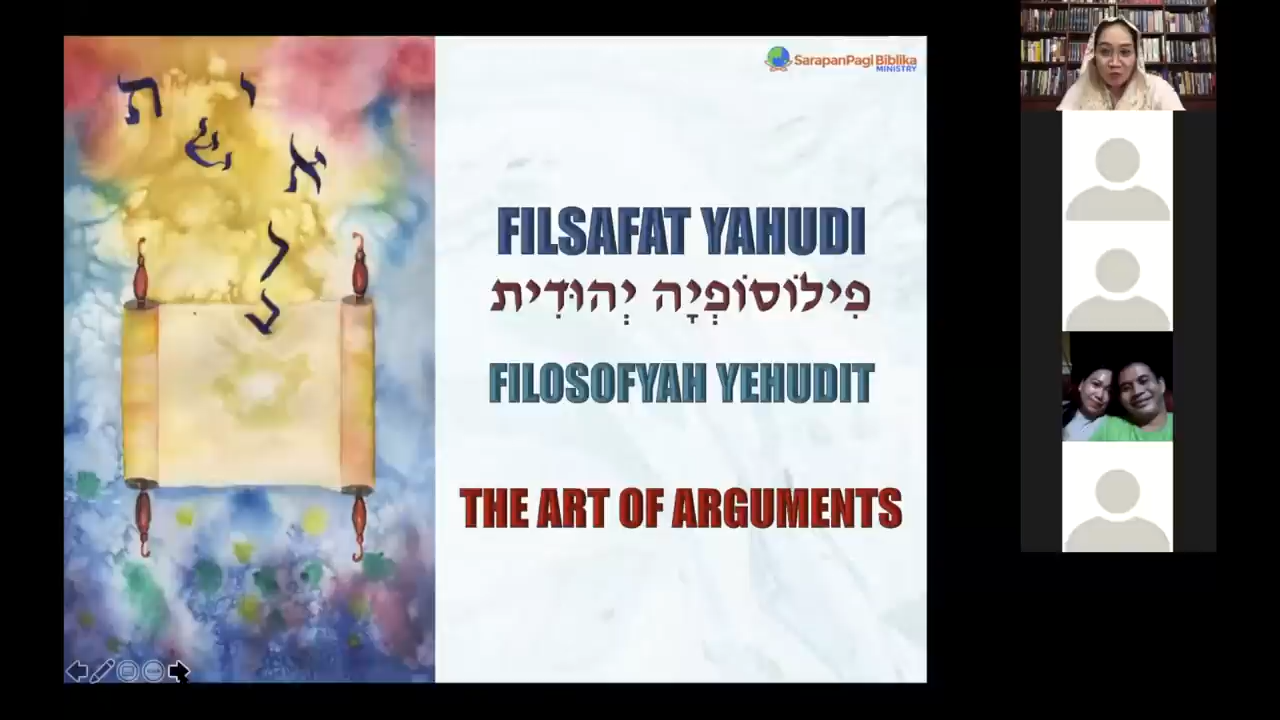 SarapanPagi Biblika
MINISTRY
ת
י
ש
א
ל
ב
FILSAFAT YAHUDI
פִילוֹסוֹפְיָה יְהוּדִית
FILOSOFYAH YEHUDIT
THE ART OF ARGUMENTS